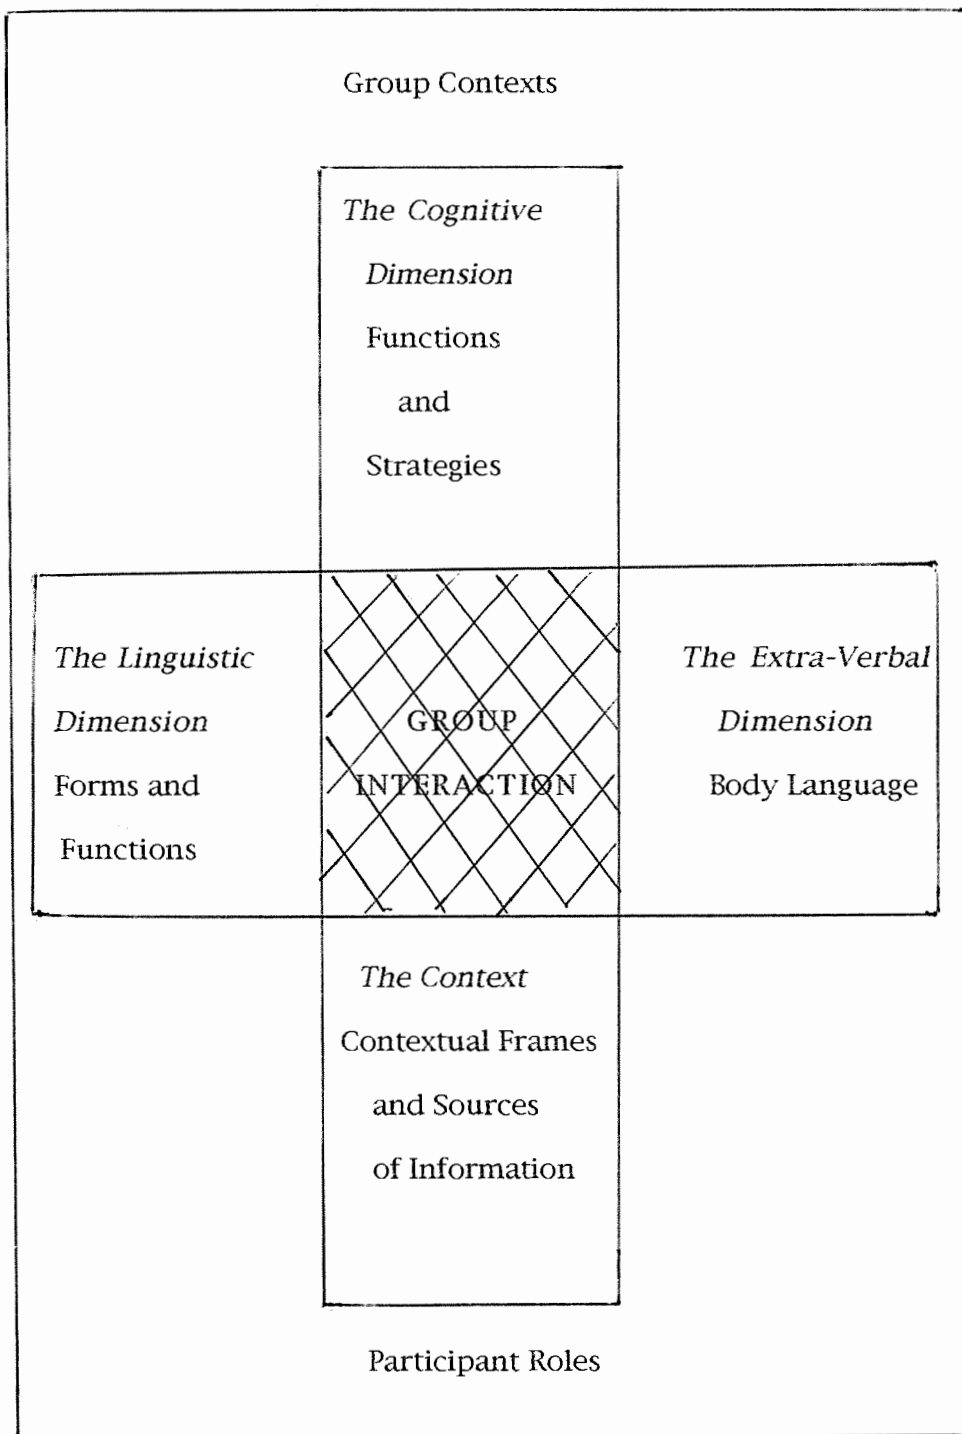 Group Contexts
The Cognitive
Dimension
Functions
and
Strategies
The Linguistic
Dimension
Forms and
Functions
GROUP
INTERACTION
The Extra-Verbal
Dimension
Body Language
The Context
Contextual Frames
and Sources
of Information
Participant Roles